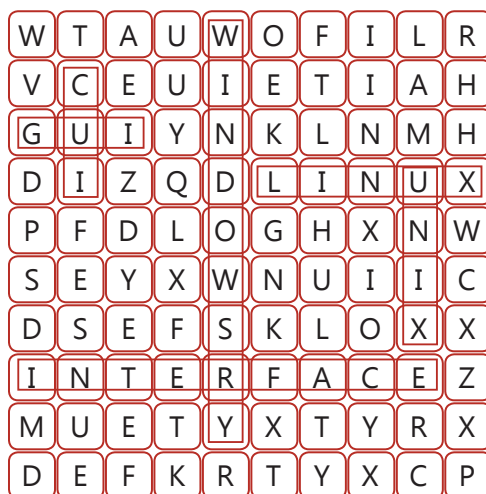 W T A U W O F I L R
V C E U I E T I A H
G U I Y N K L N M H
D I Z Q D L I N U X
P F D L O G H X N W
S E Y X W N U I I C
D S E F S K L O X X
I N T E R F A C E Z
M U E T Y X T Y R X
D E F K R T Y X C P